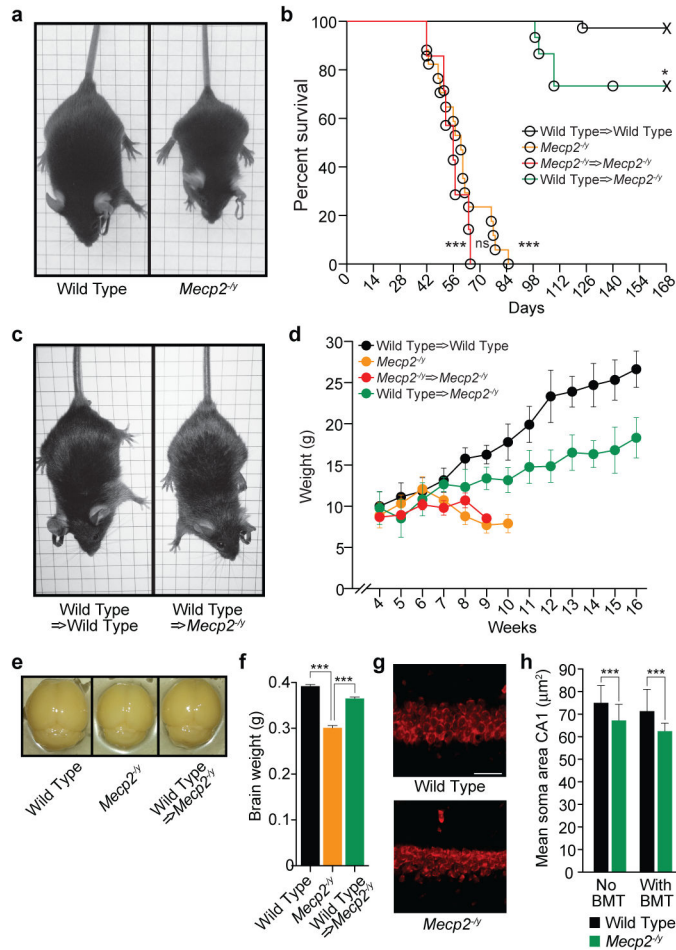 a
Wild Type
Mecp2-/y
b
Percent survival
100
80
60
40
20
0
Wild Type⇒Wild Type
Mecp2-/y
Mecp2-/y⇒Mecp2-/y
Wild Type⇒Mecp2-/y
X
*
X
*** ns ***
0 14 28 42 56 70 84 98 112 126 140 154 168
Days
c
Wild Type
⇒Wild Type
Wild Type
⇒Mecp2-/y
d
Weight (g)
30
25
20
15
10
5
0
Wild Type⇒Wild Type
Mecp2-/y
Mecp2-/y⇒Mecp2-/y
Wild Type⇒Mecp2-/y
4 5 6 7 8 9 10 11 12 13 14 15 16
Weeks
e
Wild Type
Mecp2-/y
Wild Type
⇒Mecp2-/y
f
Brain weight (g)
0.4
0.3
0.2
0.1
0
*** ***
Wild Type
Mecp2-/y
Wild Type
⇒Mecp2-/y
g
Wild Type
Mecp2-/y
h
Mean soma area CA1 (μm²)
90
80
70
60
50
40
30
20
10
0
*** ***
No
BMT
With
BMT
Wild Type
Mecp2-/y